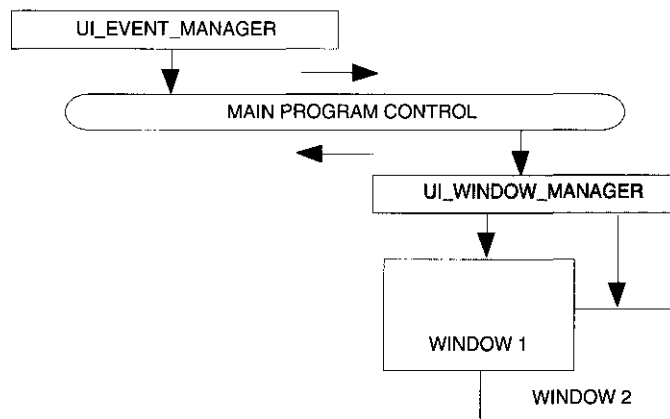 UI_EVENT_MANAGER
MAIN PROGRAM CONTROL
UI_WINDOW_MANAGER
WINDOW 1
WINDOW 2